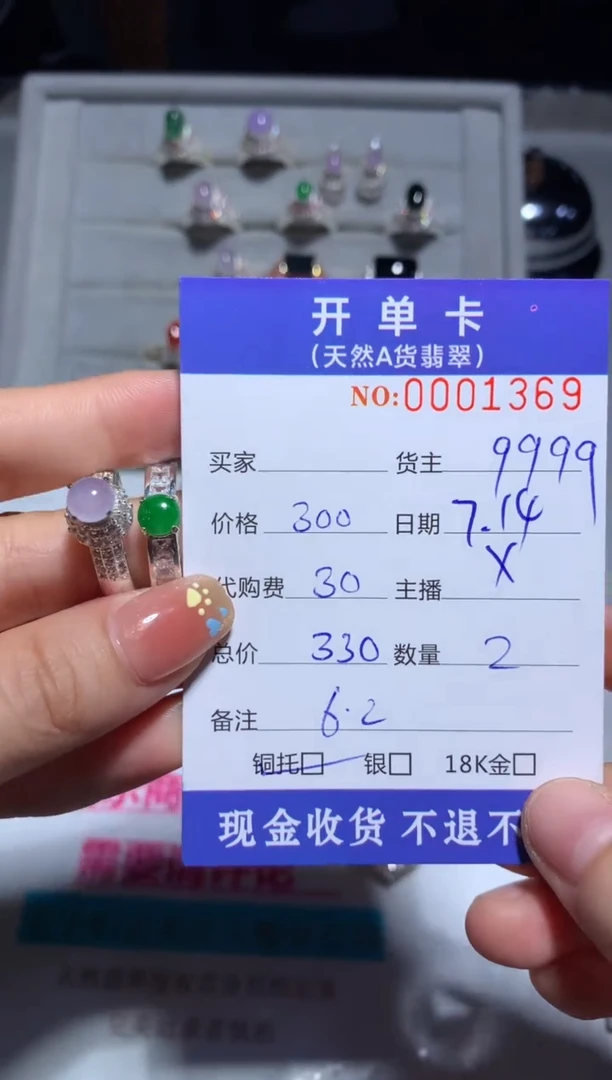 开单卡
(天然A货翡翠)
NO:0001369
买家 货主 9999
价格 300 日期 7.14
代购费 30 主播 X
总价 330 数量 2
备注 6.2
铜托□ 银□ 18K金□
现金收货 不退不